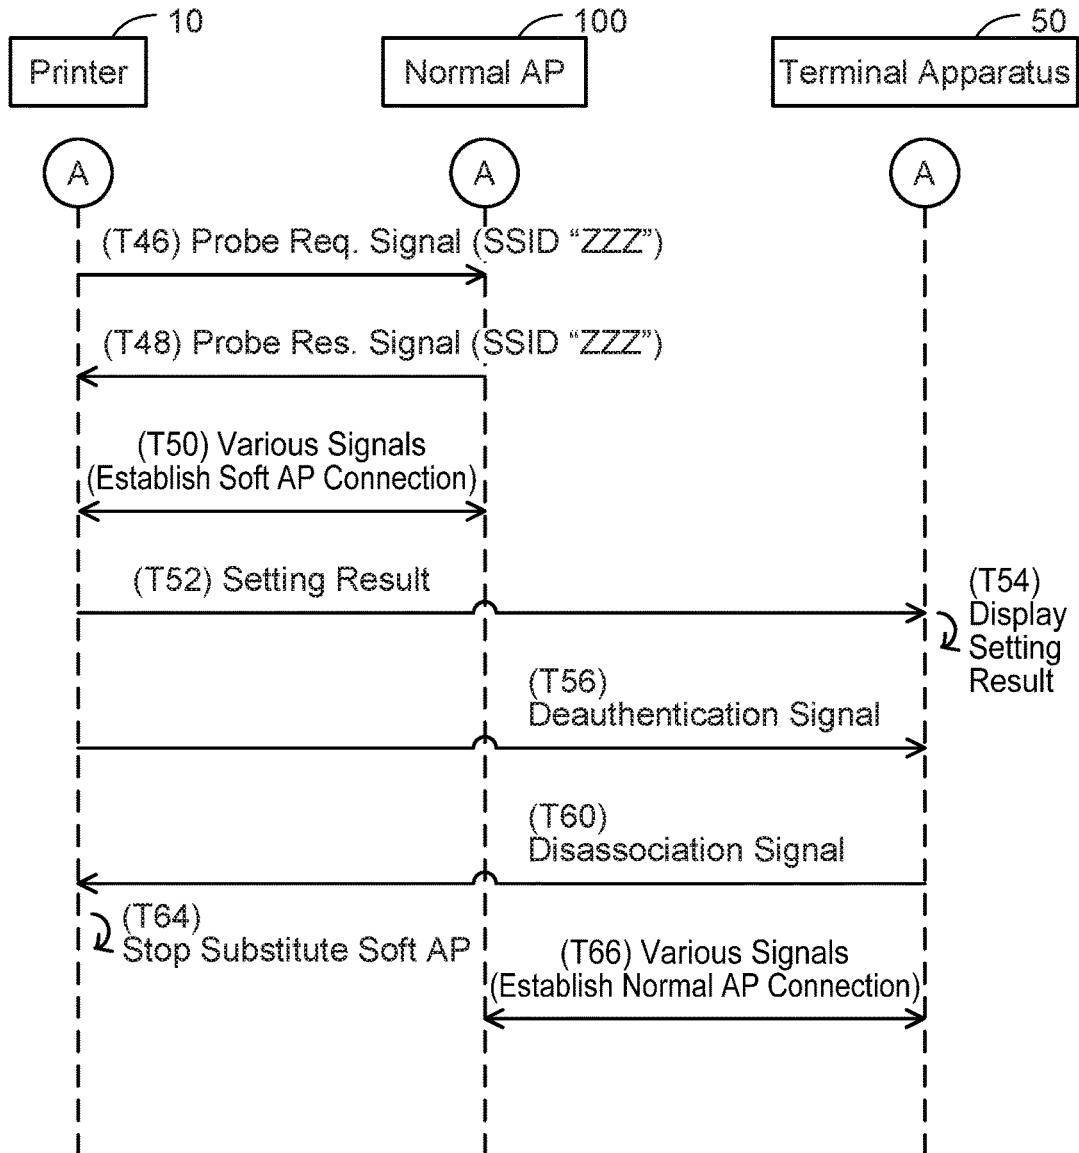 10
100
50
Printer
Normal AP
Terminal Apparatus
A
A
A
(T46) Probe Req. Signal (SSID “ZZZ”)
(T48) Probe Res. Signal (SSID “ZZZ”)
(T50) Various Signals
(Establish Soft AP Connection)
(T52) Setting Result
(T54)
Display
Setting
Result
(T56)
Deauthentication Signal
(T60)
Disassociation Signal
(T64)
Stop Substitute Soft AP
(T66) Various Signals
(Establish Normal AP Connection)